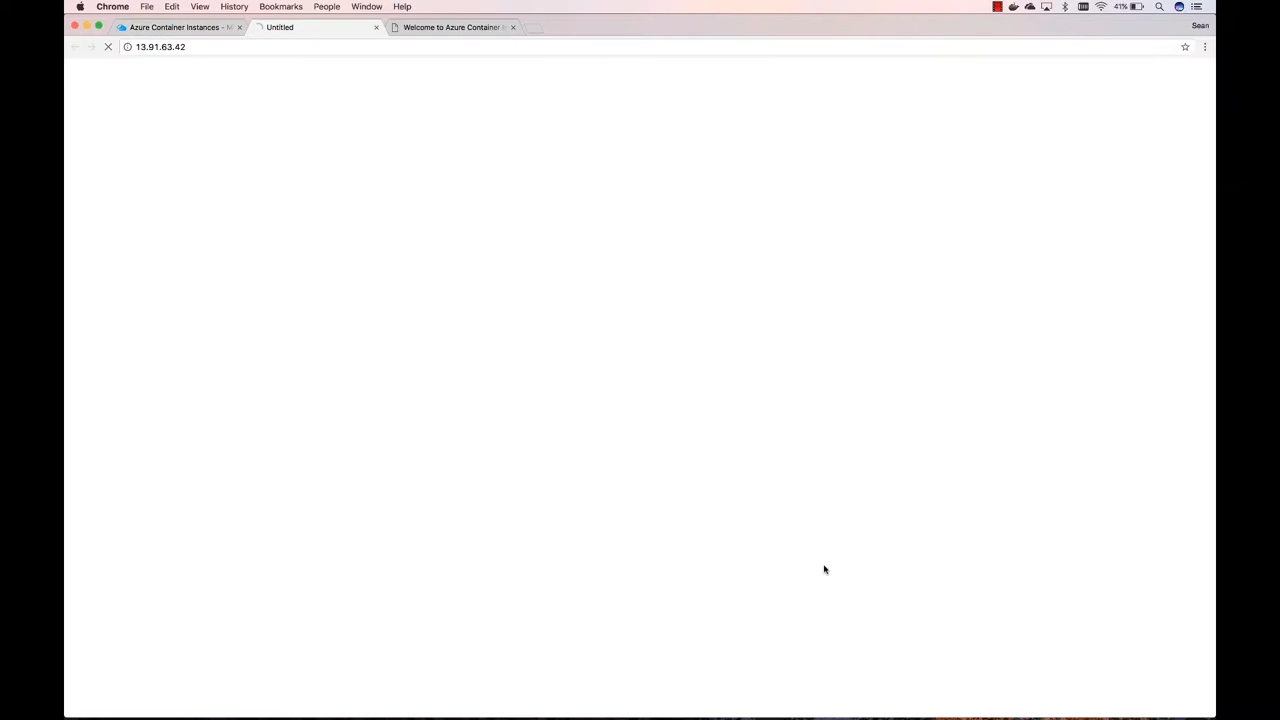 Chrome File Edit View History Bookmarks People Window Help 41%
Azure Container Instances - M Untitled Welcome to Azure Container Sean
13.91.63.42